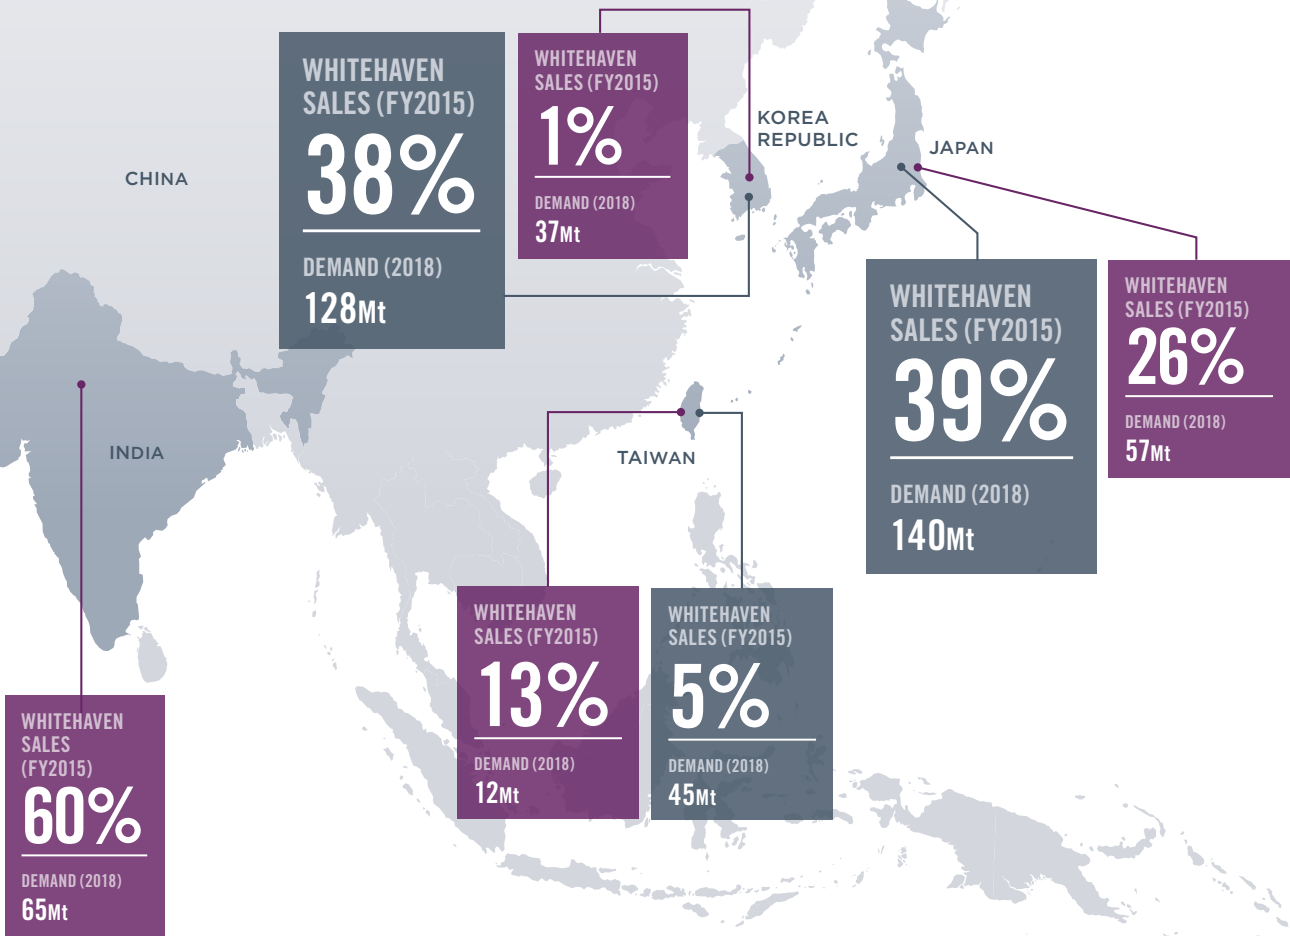 WHITEHAVEN
SALES (FY2015)
38%
DEMAND (2018)
128Mt
WHITEHAVEN
SALES (FY2015)
1%
DEMAND (2018)
37Mt
KOREA
REPUBLIC
JAPAN
CHINA
WHITEHAVEN
SALES (FY2015)
39%
DEMAND (2018)
140Mt
WHITEHAVEN
SALES (FY2015)
26%
DEMAND (2018)
57Mt
INDIA
TAIWAN
WHITEHAVEN
SALES (FY2015)
13%
DEMAND (2018)
12Mt
WHITEHAVEN
SALES (FY2015)
5%
DEMAND (2018)
45Mt
WHITEHAVEN
SALES
(FY2015)
60%
DEMAND (2018)
65Mt